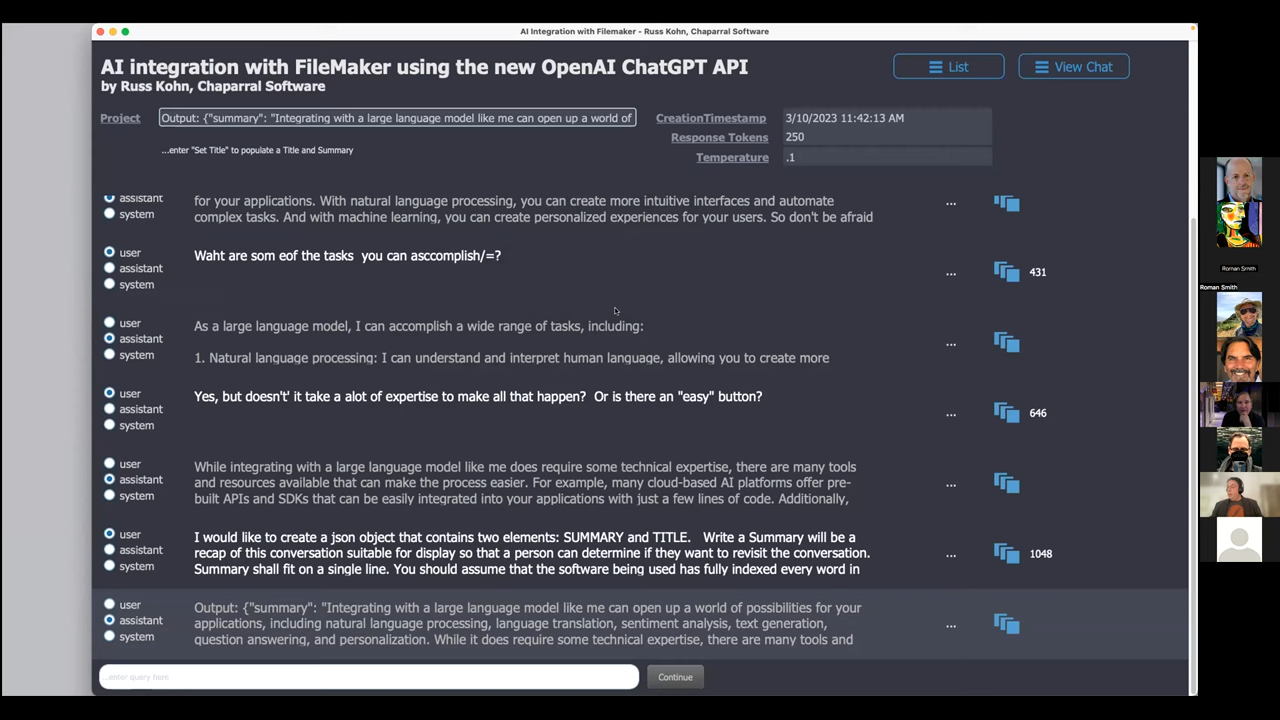 AI Integration with Filemaker - Russ Kohn, Chaparral Software
AI integration with FileMaker using the new OpenAI ChatGPT API
by Russ Kohn, Chaparral Software
List
View Chat
Project
Output: {"summary": "Integrating with a large language model like me can open up a world of
CreationTimestamp
3/10/2023 11:42:13 AM
Response Tokens
250
...enter "Set Title" to populate a Title and Summary
Temperature
.1
assistant
system
for your applications. With natural language processing, you can create more intuitive interfaces and automate
complex tasks. And with machine learning, you can create personalized experiences for your users. So don't be afraid
...
user
assistant
system
Waht are som eof the tasks  you can asccomplish/=?
...
431
user
assistant
system
As a large language model, I can accomplish a wide range of tasks, including:
1. Natural language processing: I can understand and interpret human language, allowing you to create more
...
user
assistant
system
Yes, but doesn't' it take a alot of expertise to make all that happen?  Or is there an "easy" button?
...
646
user
assistant
system
While integrating with a large language model like me does require some technical expertise, there are many tools
and resources available that can make the process easier. For example, many cloud-based AI platforms offer pre-
built APIs and SDKs that can be easily integrated into your applications with just a few lines of code. Additionally,
...
user
assistant
system
I would like to create a json object that contains two elements: SUMMARY and TITLE.   Write a Summary will be a
recap of this conversation suitable for display so that a person can determine if they want to revisit the conversation.
Summary shall fit on a single line. You should assume that the software being used has fully indexed every word in
...
1048
user
assistant
system
Output: {"summary": "Integrating with a large language model like me can open up a world of possibilities for your
applications, including natural language processing, language translation, sentiment analysis, text generation,
question answering, and personalization. While it does require some technical expertise, there are many tools and
...
...enter query here
Continue
Roman Smith
Roman Smith